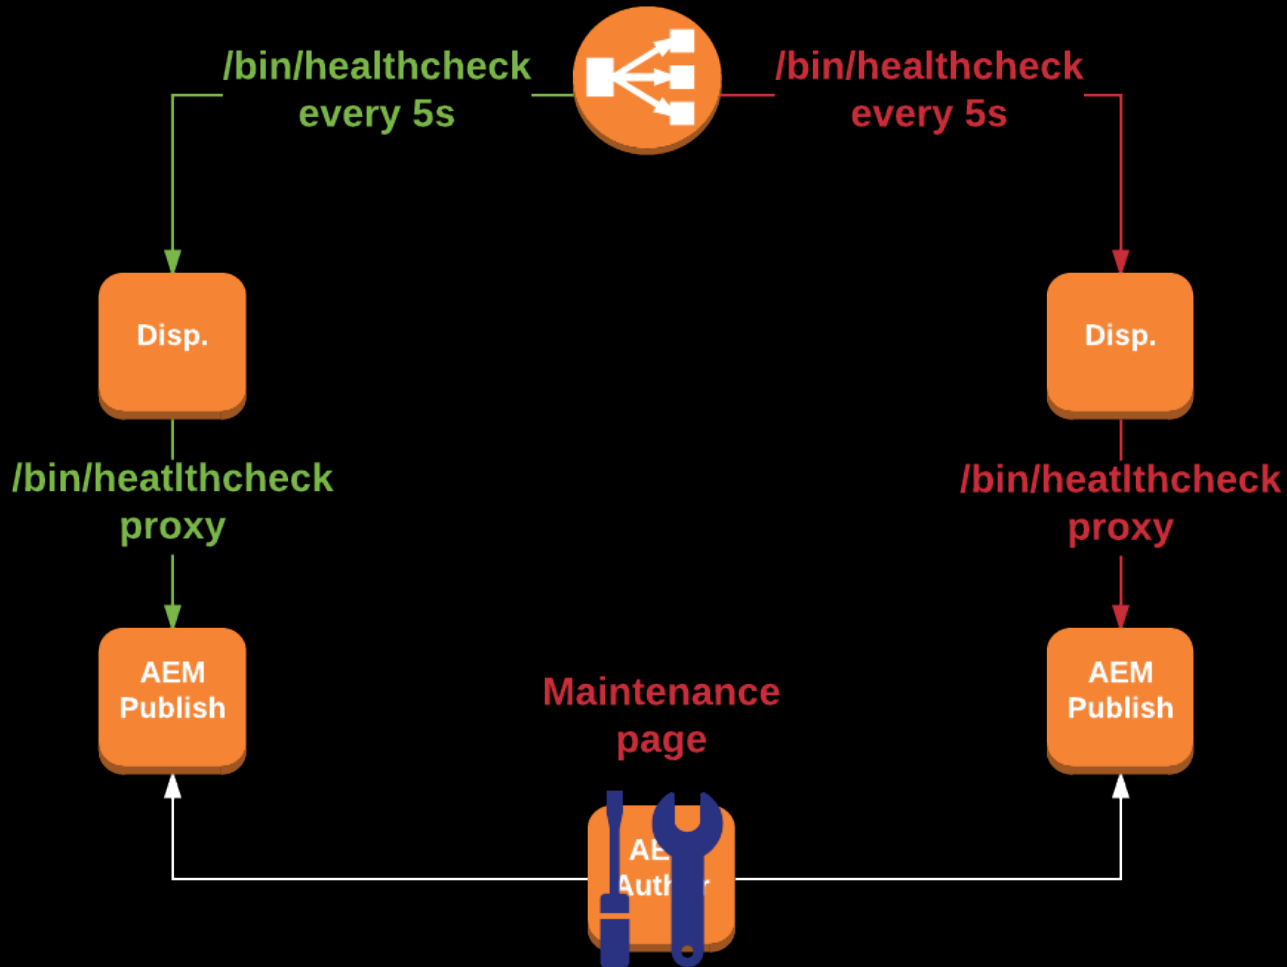 /bin/healthcheck
every 5s
/bin/healthcheck
every 5s
Disp.
Disp.
/bin/heatlthcheck
proxy
/bin/heatlthcheck
proxy
AEM
Publish
AEM
Publish
Maintenance
page